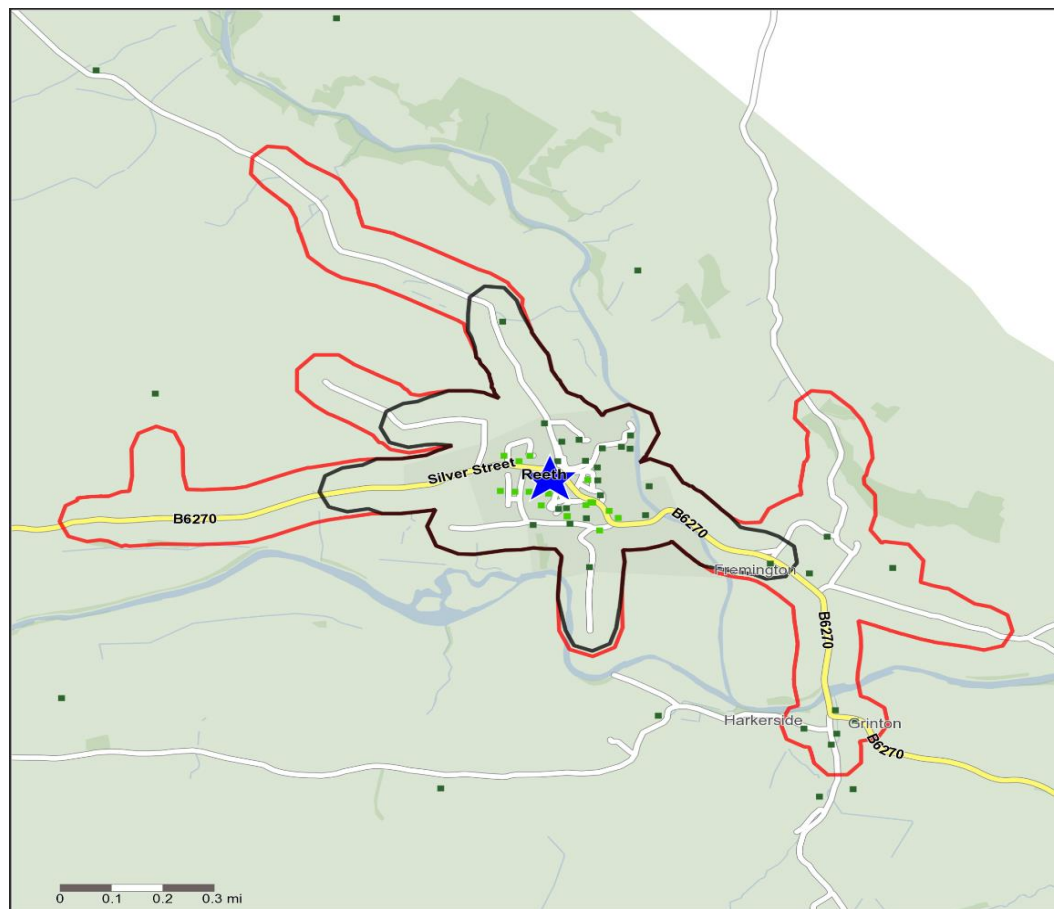 Silver Street
Reeth
B6270
B6270
Fremington
B6270
Harkerside
Grinton
B6270
0 0.1 0.2 0.3 mi